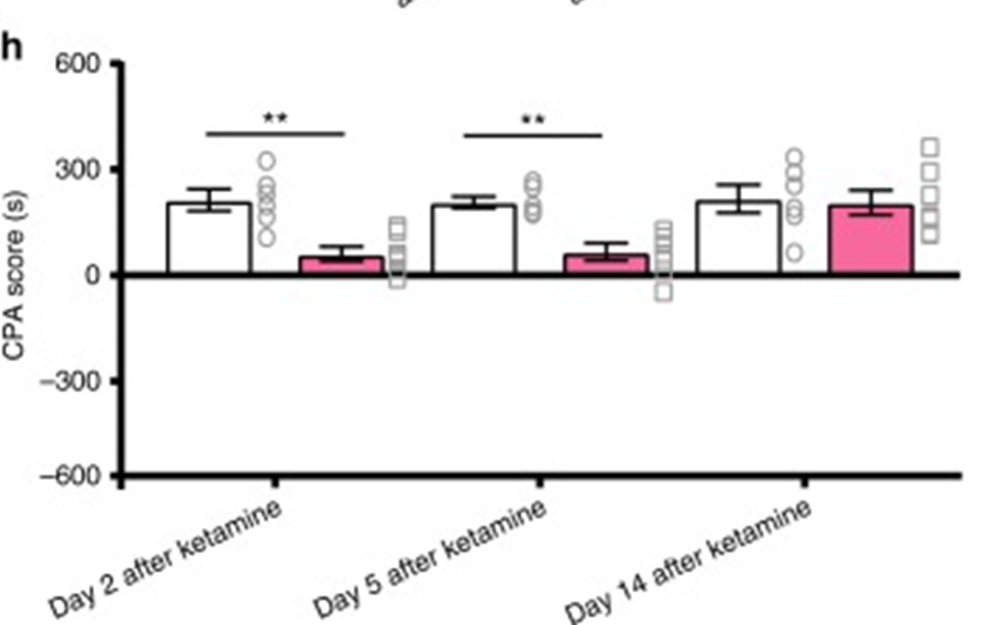 h
600
**
**
300
CPA score (s)
0
−300
−600
Day 2 after ketamine
Day 5 after ketamine
Day 14 after ketamine